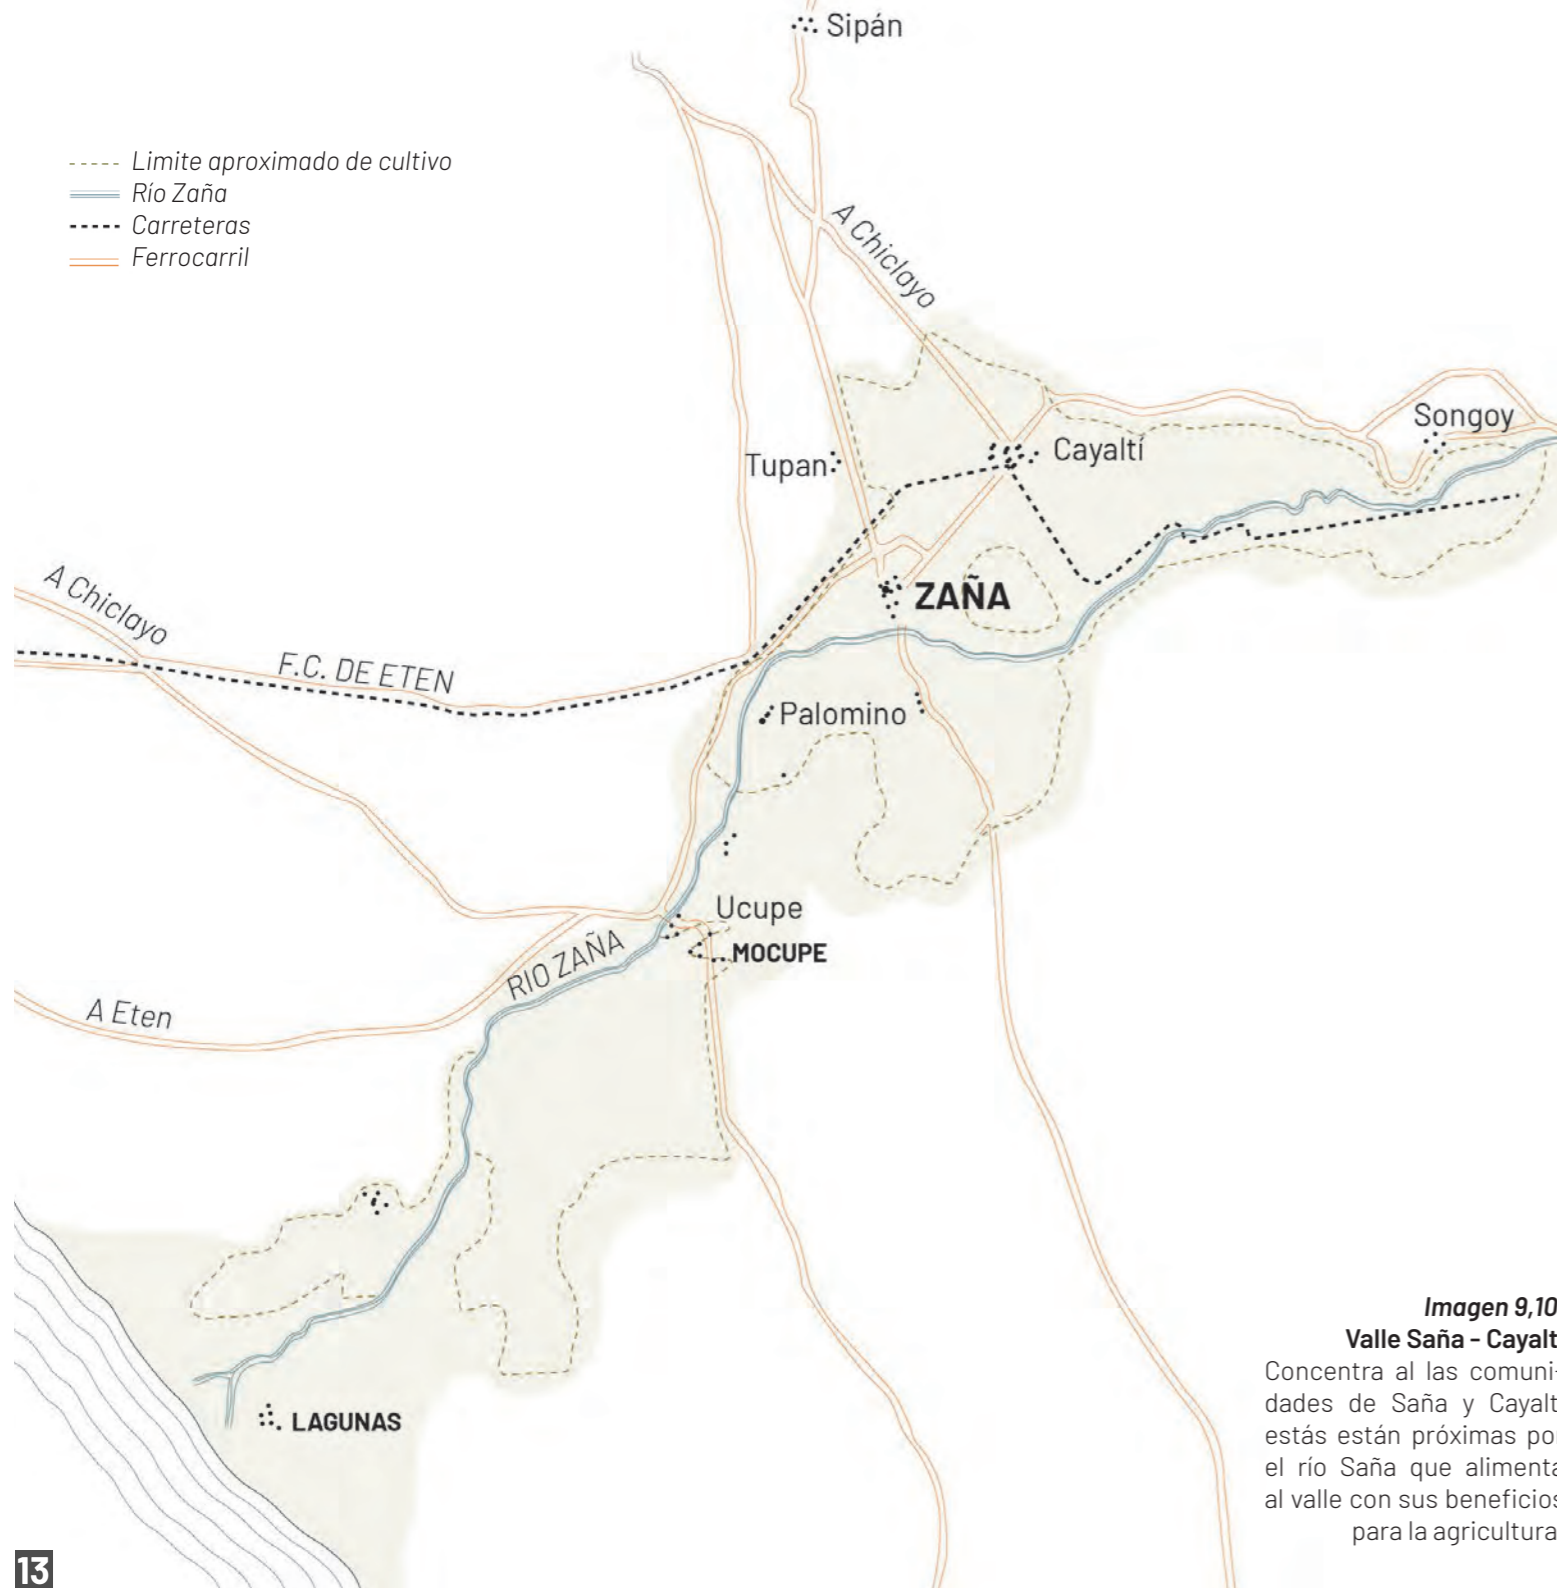 Sipán
Limite aproximado de cultivo
Río Zaña
Carreteras
Ferrocarril
A Chiclayo
Songoy
Cayaltí
Tupan
A Chiclayo
ZAÑA
F.C. DE ETEN
Palomino
Ucupe
MOCUPE
RIO ZAÑA
A Eten
LAGUNAS
Imagen 9,10
Valle Saña - Cayalt
Concentra al las comuni-
dades de Saña y Cayalt
estás están próximas por
el río Saña que alimenta
al valle con sus beneficios
para la agricultura
13